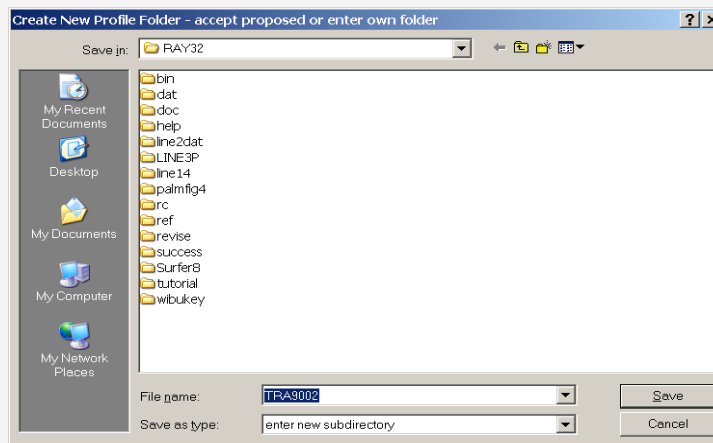 Create New Profile Folder - accept proposed or enter own folder
Save in: RAY32
My Recent
Documents
Desktop
My Documents
My Computer
My Network
Places
bin
dat
doc
help
line2dat
LINE3P
line14
palmfig4
rc
ref
revise
success
Surfer8
tutorial
wibukey
File name: TRA9002 Save
Save as type: enter new subdirectory Cancel